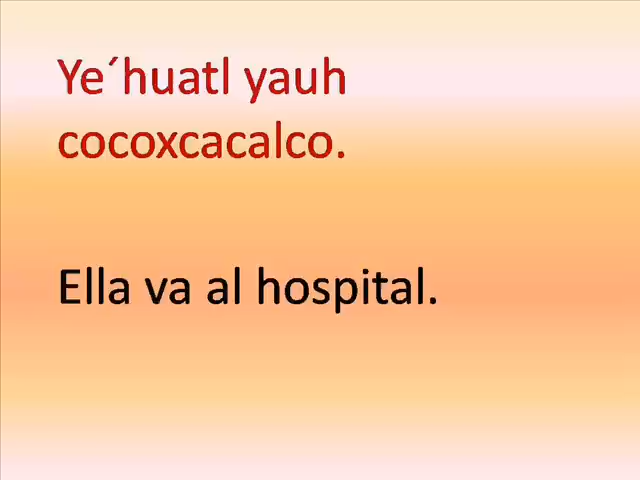 Ye´huatl yauh
cocoxcacalco.
Ella va al hospital.